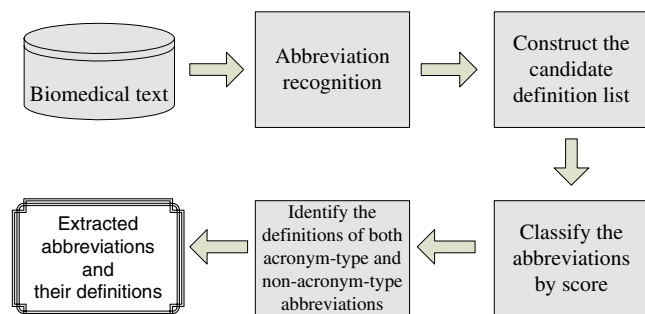 Biomedical text
Abbreviation
recognition
Construct the
candidate
definition list
Classify the
abbreviations
by score
Identify the
definitions of both
acronym-type and
non-acronym-type
abbreviations
Extracted
abbreviations
and
their definitions